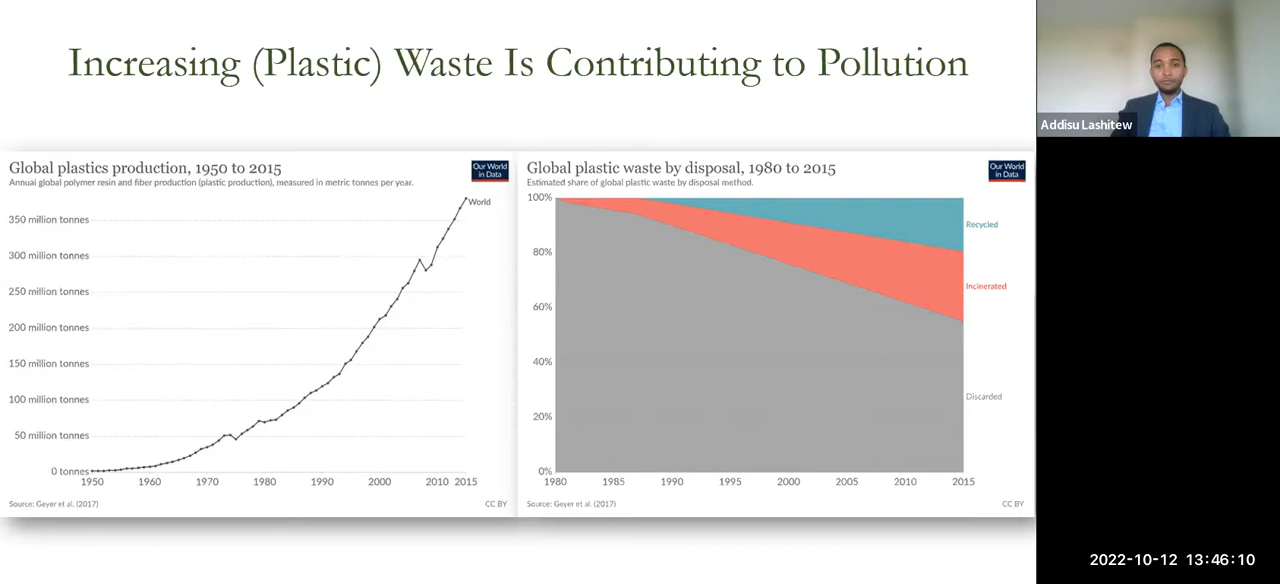 Increasing (Plastic) Waste Is Contributing to Pollution
Addisu Lashitew
Global plastics production, 1950 to 2015
Annual global polymer resin and fiber production (plastic production), measured in metric tonnes per year.
Our World
in Data
World
350 million tonnes
300 million tonnes
250 million tonnes
200 million tonnes
150 million tonnes
100 million tonnes
50 million tonnes
0 tonnes
1950 1960 1970 1980 1990 2000 2010 2015
Source: Geyer et al. (2017) CC BY
Global plastic waste by disposal, 1980 to 2015
Estimated share of global plastic waste by disposal method.
Our World
in Data
100%
Recycled
80%
Incinerated
60%
40%
Discarded
20%
0%
1980 1985 1990 1995 2000 2005 2010 2015
Source: Geyer et al. (2017) CC BY
2022-10-12 13:46:10